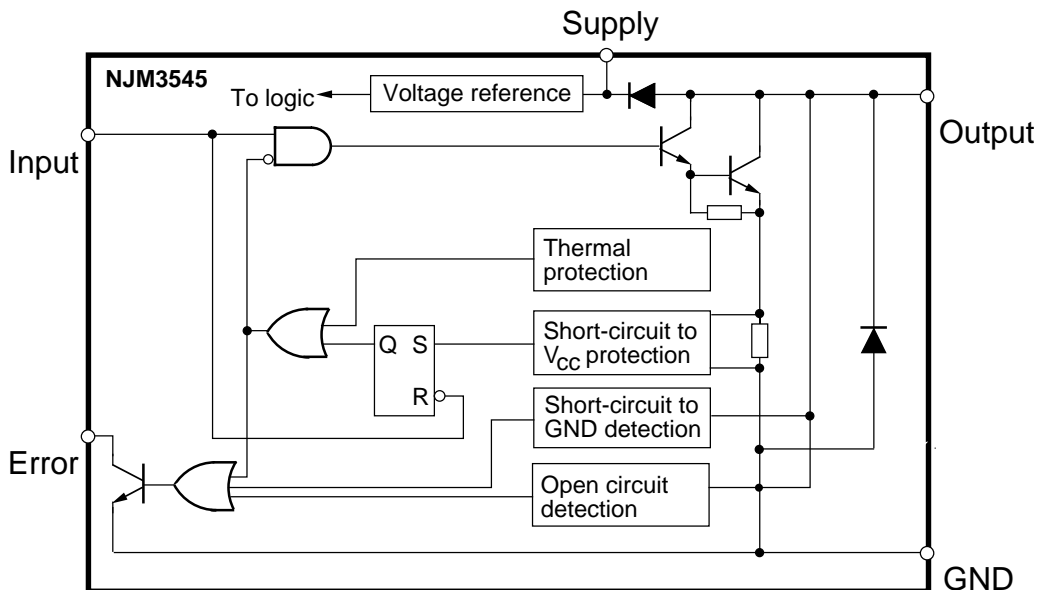 Supply
NJM3545
To logic
Voltage reference
Output
Input
Thermal
protection
Q S
R
Short-circuit to
VCC protection
Short-circuit to
GND detection
Error
Open circuit
detection
GND